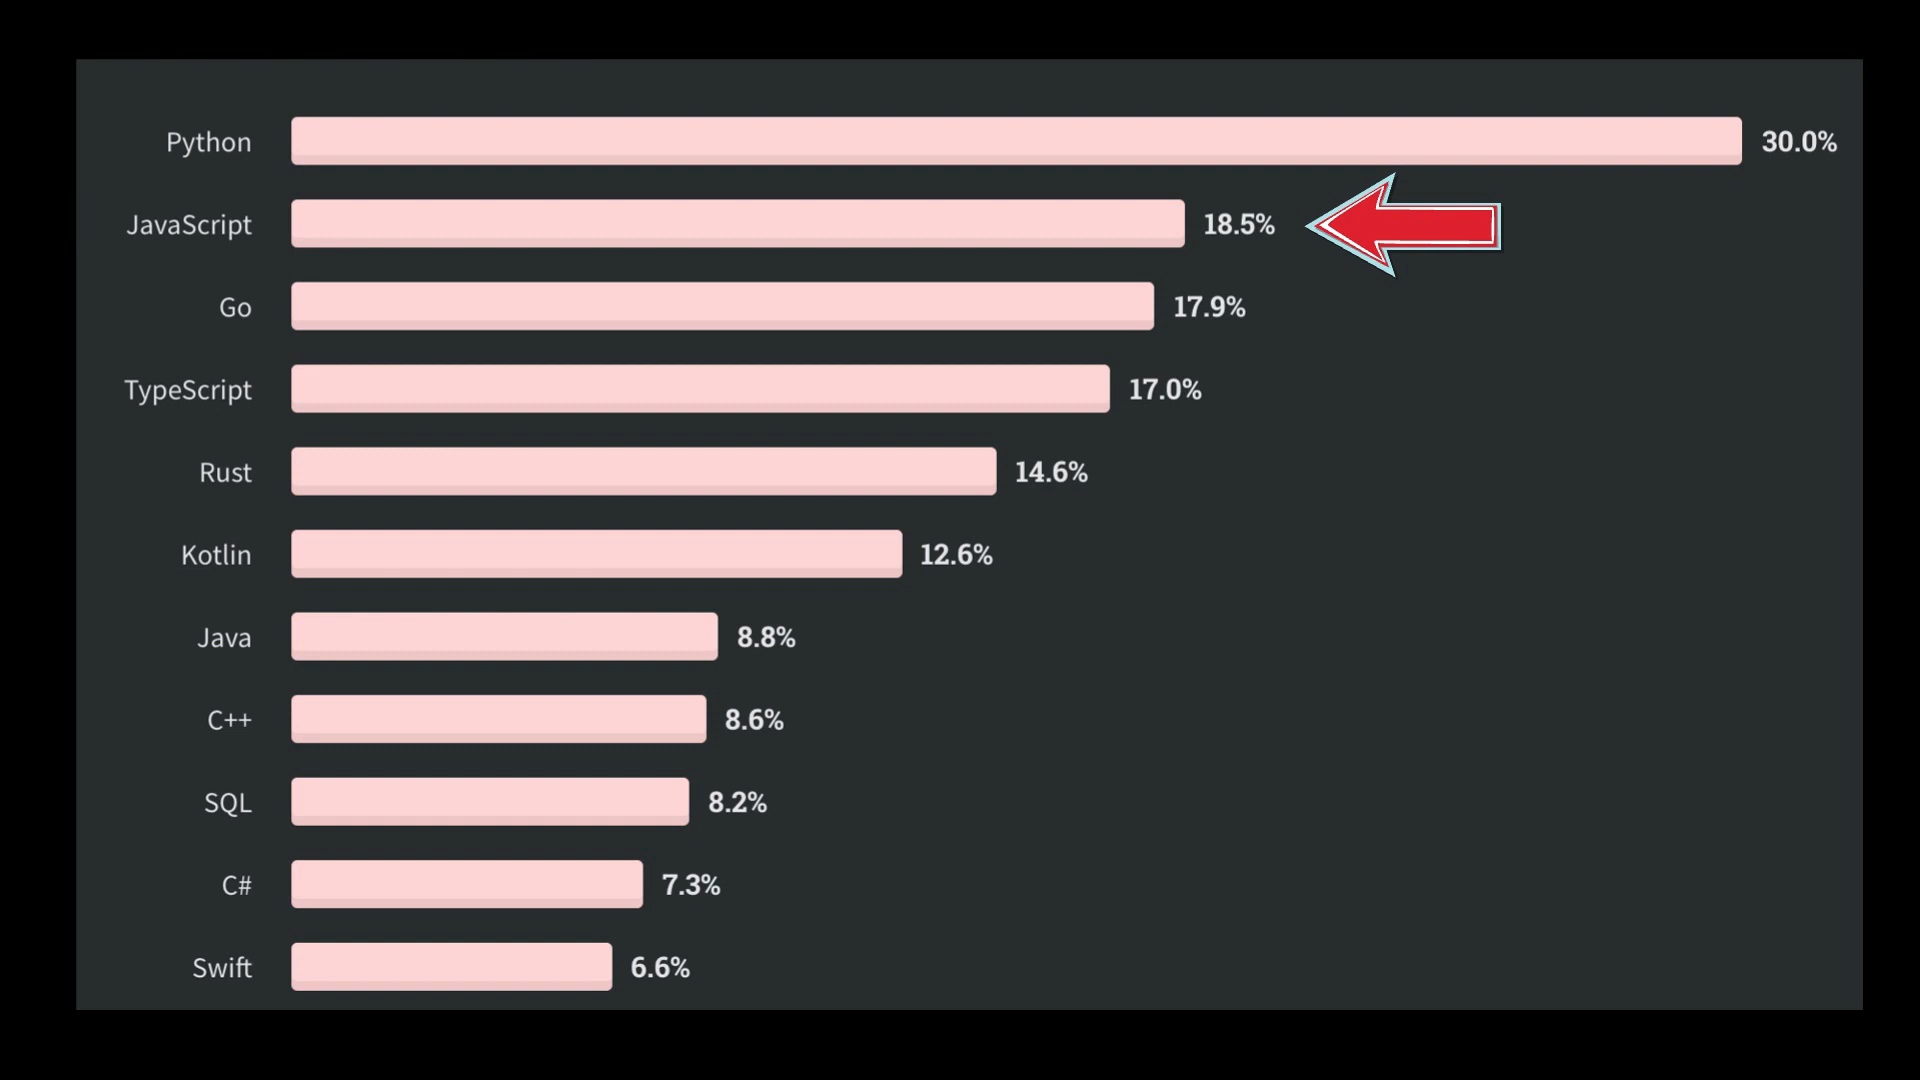 Python 30.0%
JavaScript 18.5%
Go 17.9%
TypeScript 17.0%
Rust 14.6%
Kotlin 12.6%
Java 8.8%
C++ 8.6%
SQL 8.2%
C# 7.3%
Swift 6.6%